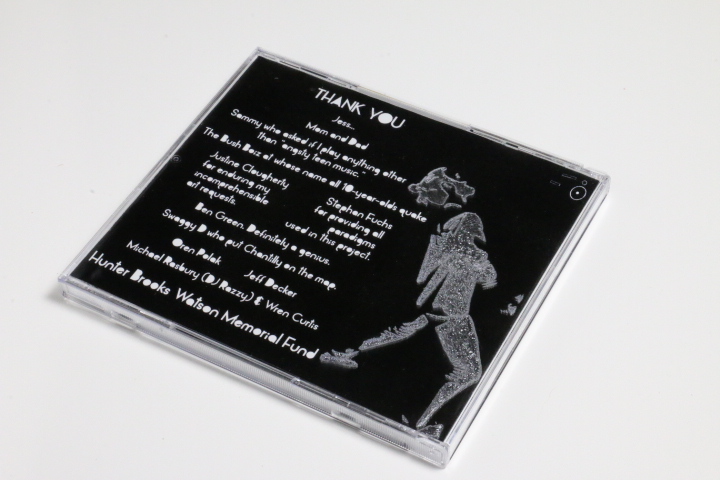 THANK YOU
Jess...
Mom and Dad
Sammy who asked if I play anything other
than "angsty teen music."
The Bush Boiz at whose name all 10-year-olds quake
Justine Clougherty
for enduring my
incomprehensible
art requests.
Stephan Fuchs
for providing all
paradigms
used in this project.
Ben Green. Definitely a genius.
Swaggy D who put Chantilly on the map.
Oren Polak
Jeff Decker
Michael Rasbury (DJ Razzy) & Wren Curtis
Hunter Brooks Watson Memorial Fund